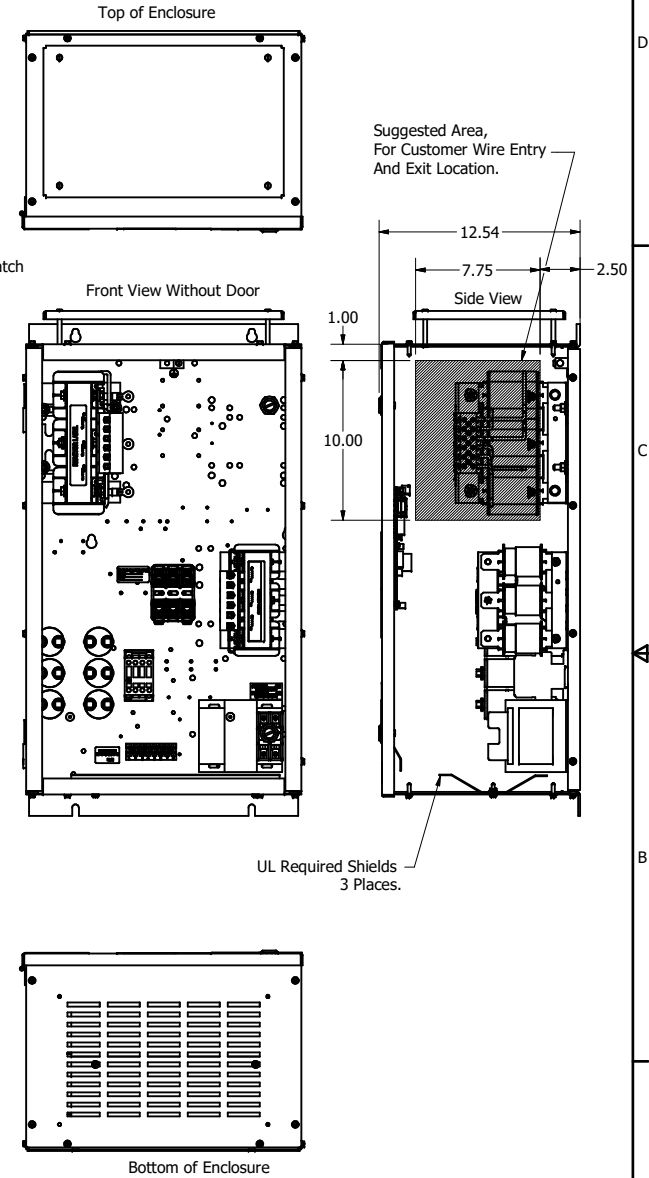 Top of Enclosure
D
Suggested Area,
For Customer Wire Entry
And Exit Location.
12.54
atch
7.75
2.50
Front View Without Door
Side View
1.00
10.00
C
UL Required Shields
3 Places.
B
Bottom of Enclosure